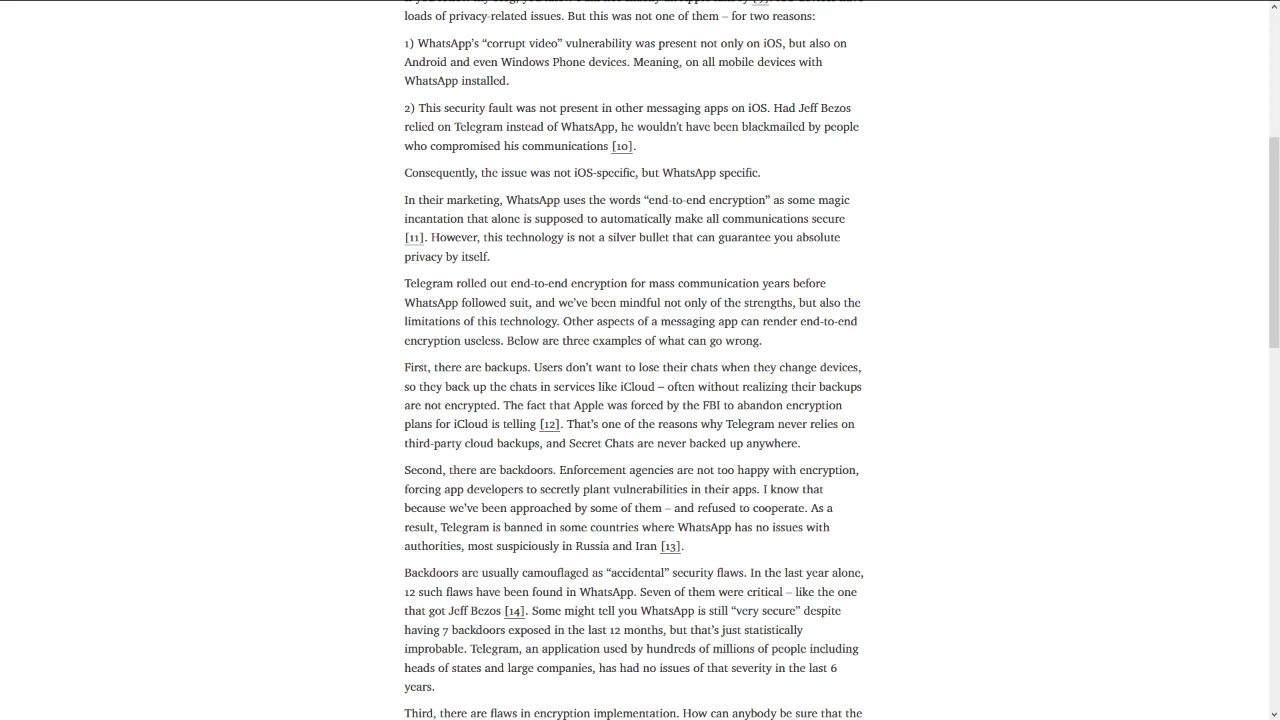 loads of privacy-related issues. But this was not one of them – for two reasons:
1) WhatsApp’s “corrupt video” vulnerability was present not only on iOS, but also on
Android and even Windows Phone devices. Meaning, on all mobile devices with
WhatsApp installed.
2) This security fault was not present in other messaging apps on iOS. Had Jeff Bezos
relied on Telegram instead of WhatsApp, he wouldn't have been blackmailed by people
who compromised his communications [10].
Consequently, the issue was not iOS-specific, but WhatsApp specific.
In their marketing, WhatsApp uses the words “end-to-end encryption” as some magic
incantation that alone is supposed to automatically make all communications secure
[11]. However, this technology is not a silver bullet that can guarantee you absolute
privacy by itself.
Telegram rolled out end-to-end encryption for mass communication years before
WhatsApp followed suit, and we’ve been mindful not only of the strengths, but also the
limitations of this technology. Other aspects of a messaging app can render end-to-end
encryption useless. Below are three examples of what can go wrong.
First, there are backups. Users don’t want to lose their chats when they change devices,
so they back up the chats in services like iCloud – often without realizing their backups
are not encrypted. The fact that Apple was forced by the FBI to abandon encryption
plans for iCloud is telling [12]. That’s one of the reasons why Telegram never relies on
third-party cloud backups, and Secret Chats are never backed up anywhere.
Second, there are backdoors. Enforcement agencies are not too happy with encryption,
forcing app developers to secretly plant vulnerabilities in their apps. I know that
because we’ve been approached by some of them – and refused to cooperate. As a
result, Telegram is banned in some countries where WhatsApp has no issues with
authorities, most suspiciously in Russia and Iran [13].
Backdoors are usually camouflaged as “accidental” security flaws. In the last year alone,
12 such flaws have been found in WhatsApp. Seven of them were critical – like the one
that got Jeff Bezos [14]. Some might tell you WhatsApp is still “very secure” despite
having 7 backdoors exposed in the last 12 months, but that’s just statistically
improbable. Telegram, an application used by hundreds of millions of people including
heads of states and large companies, has had no issues of that severity in the last 6
years.
Third, there are flaws in encryption implementation. How can anybody be sure that the